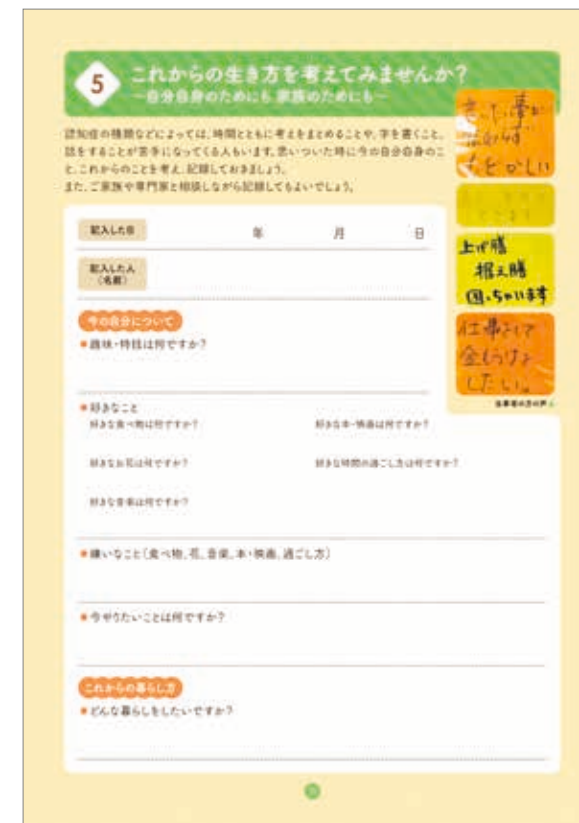 5
これからの生き方を考えてみませんか?
〜自分自身のためにも 家族のためにも〜
認知症の種類などによっては、時間とともに考えをまとめることや、字を書くこと、
話をすることが苦手になってくる人もいます。思いついた時に今の自分自身のこ
と、これからのことを考え、記録しておきましょう。
また、ご家族や専門家と相談しながら記録してもよいでしょう。
もどかしい
上げ膳
据え膳
困っちゃいます
仕事して
金もうけ
したい。
当事者の方の声
記入した日 年 月 日
記入した人
(名前)
今の自分について
●趣味・特技は何ですか?
●好きなこと
好きな食べ物は何ですか? 好きな本・映画は何ですか?
好きなお花は何ですか? 好きな時間の過ごし方は何ですか?
好きな音楽は何ですか?
●嫌いなこと(食べ物、花、音楽、本・映画、過ごし方)
●今やりたいことは何ですか?
これからの暮らし方
●どんな暮らしをしたいですか?